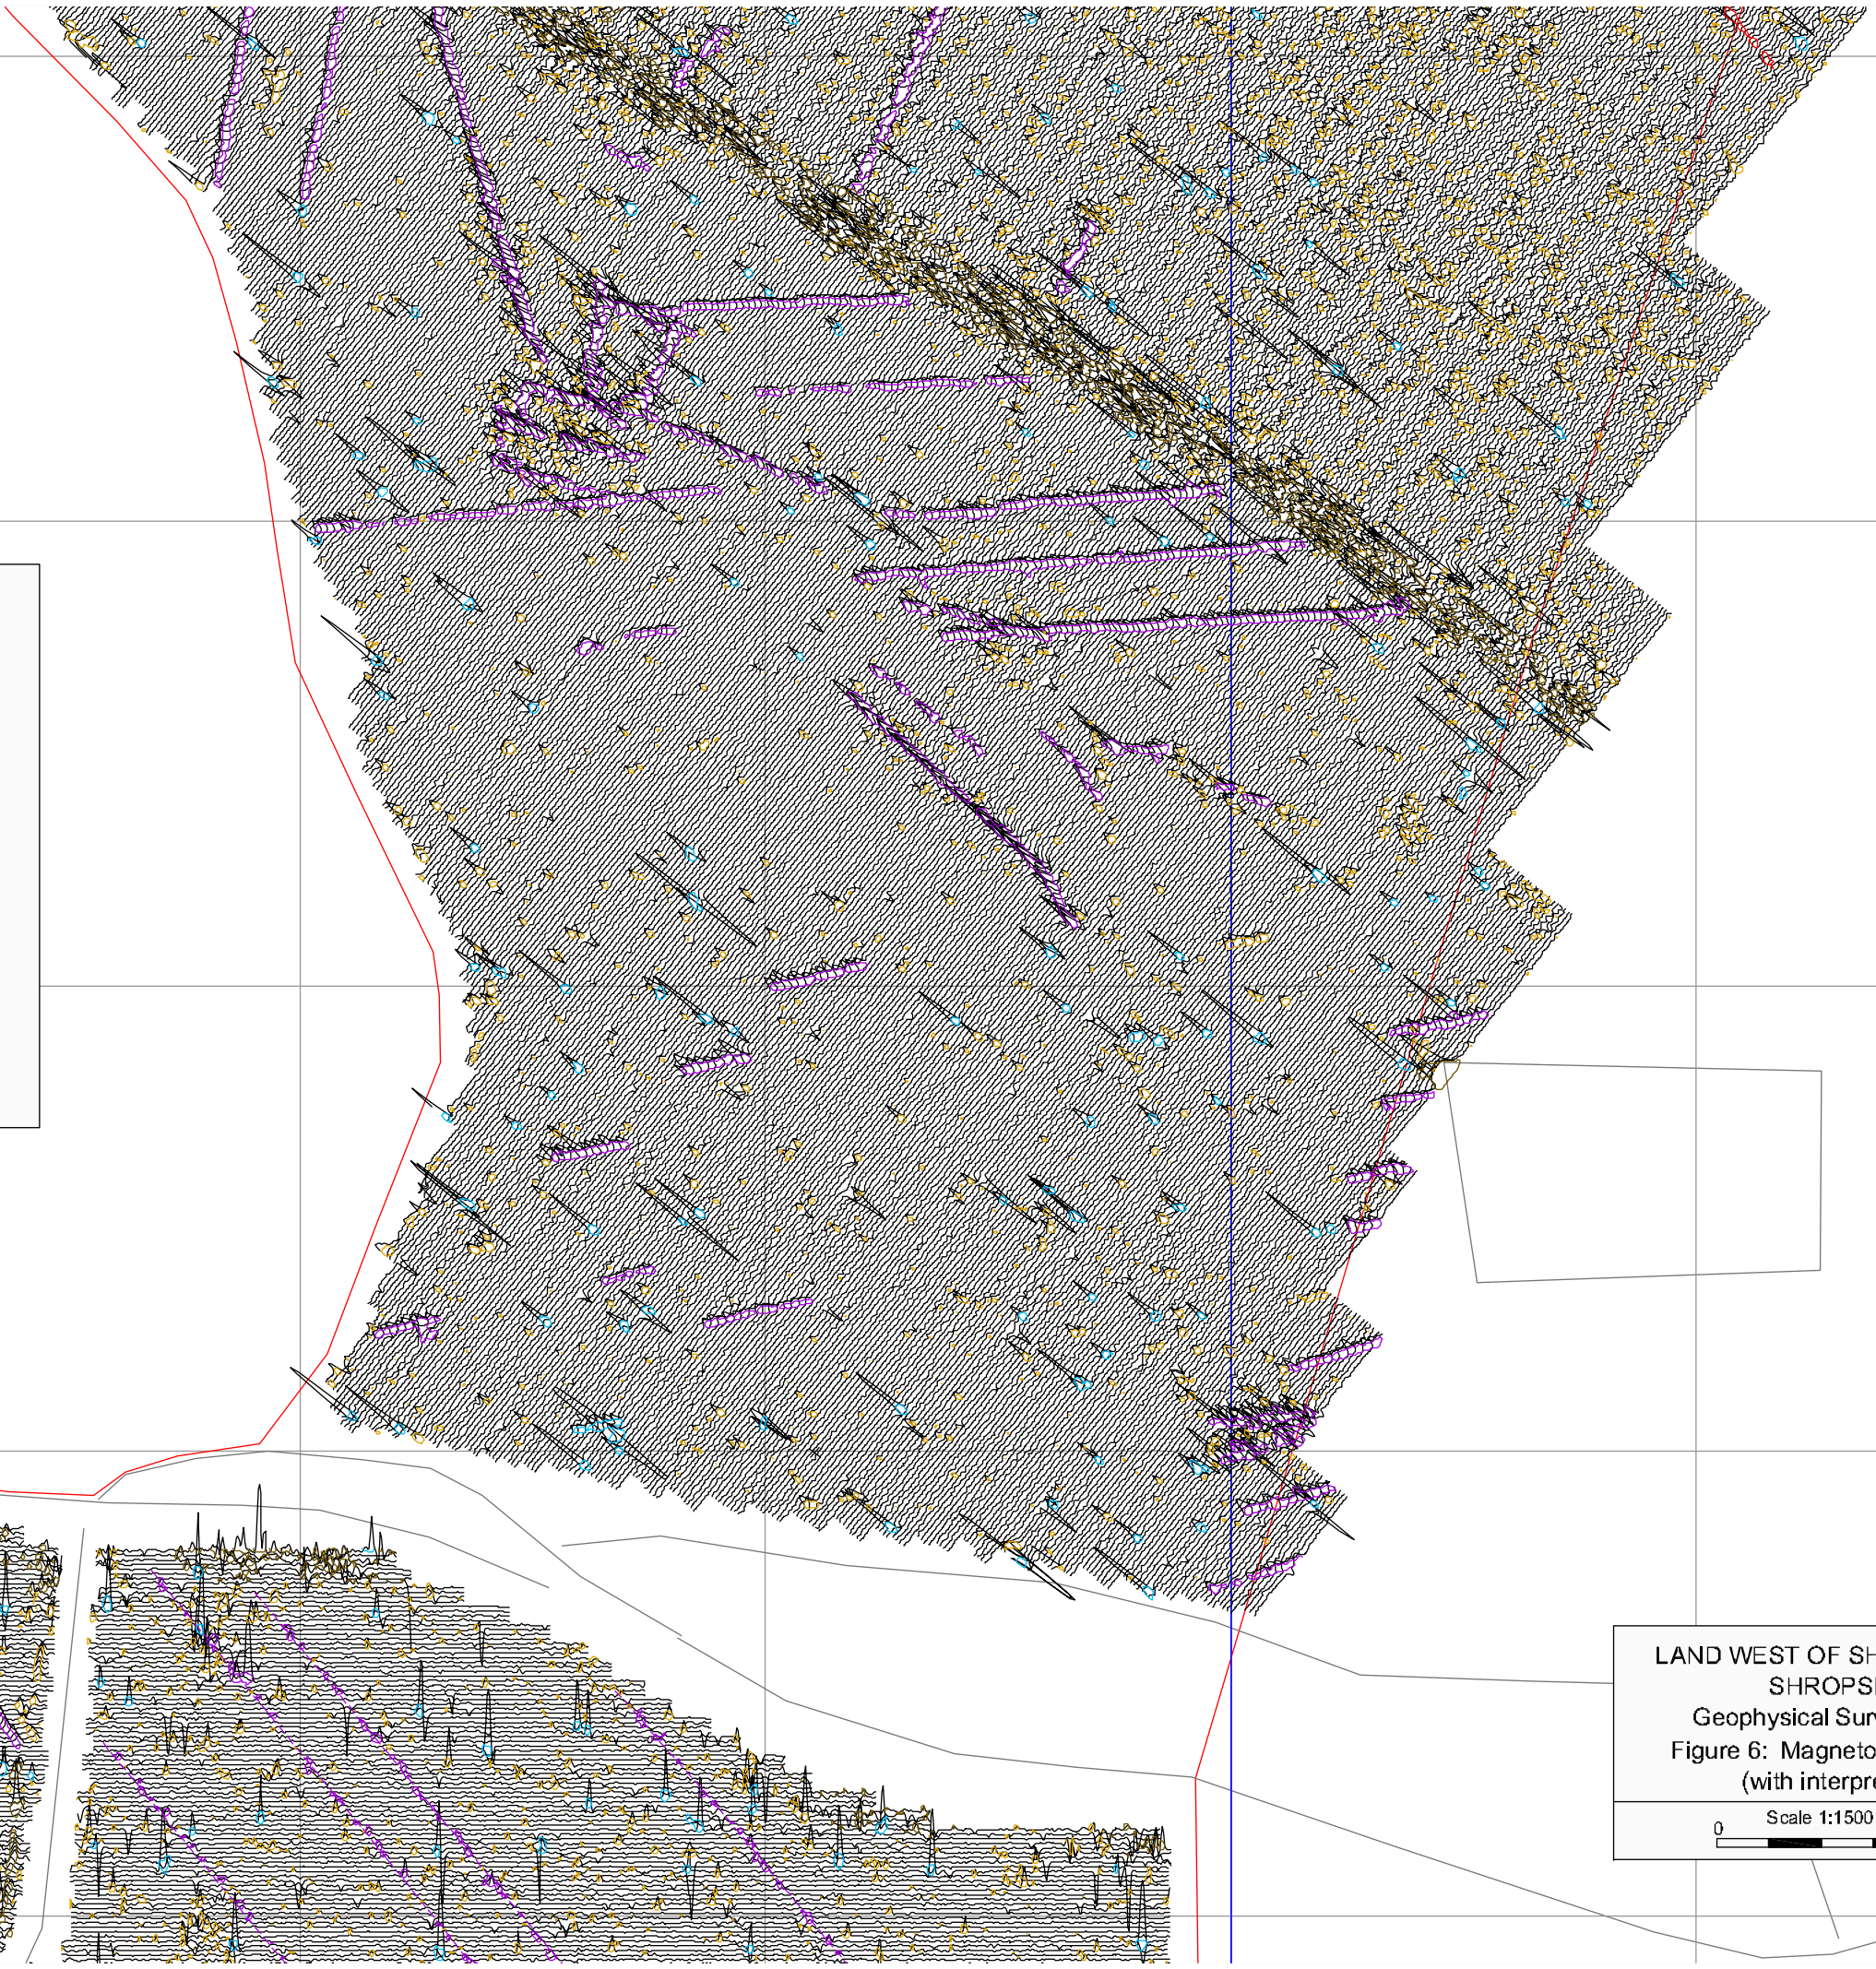 LAND WEST OF SH
SHROPS
Geophysical Sur
Figure 6: Magneto
(with interpre
Scale 1:1500
0